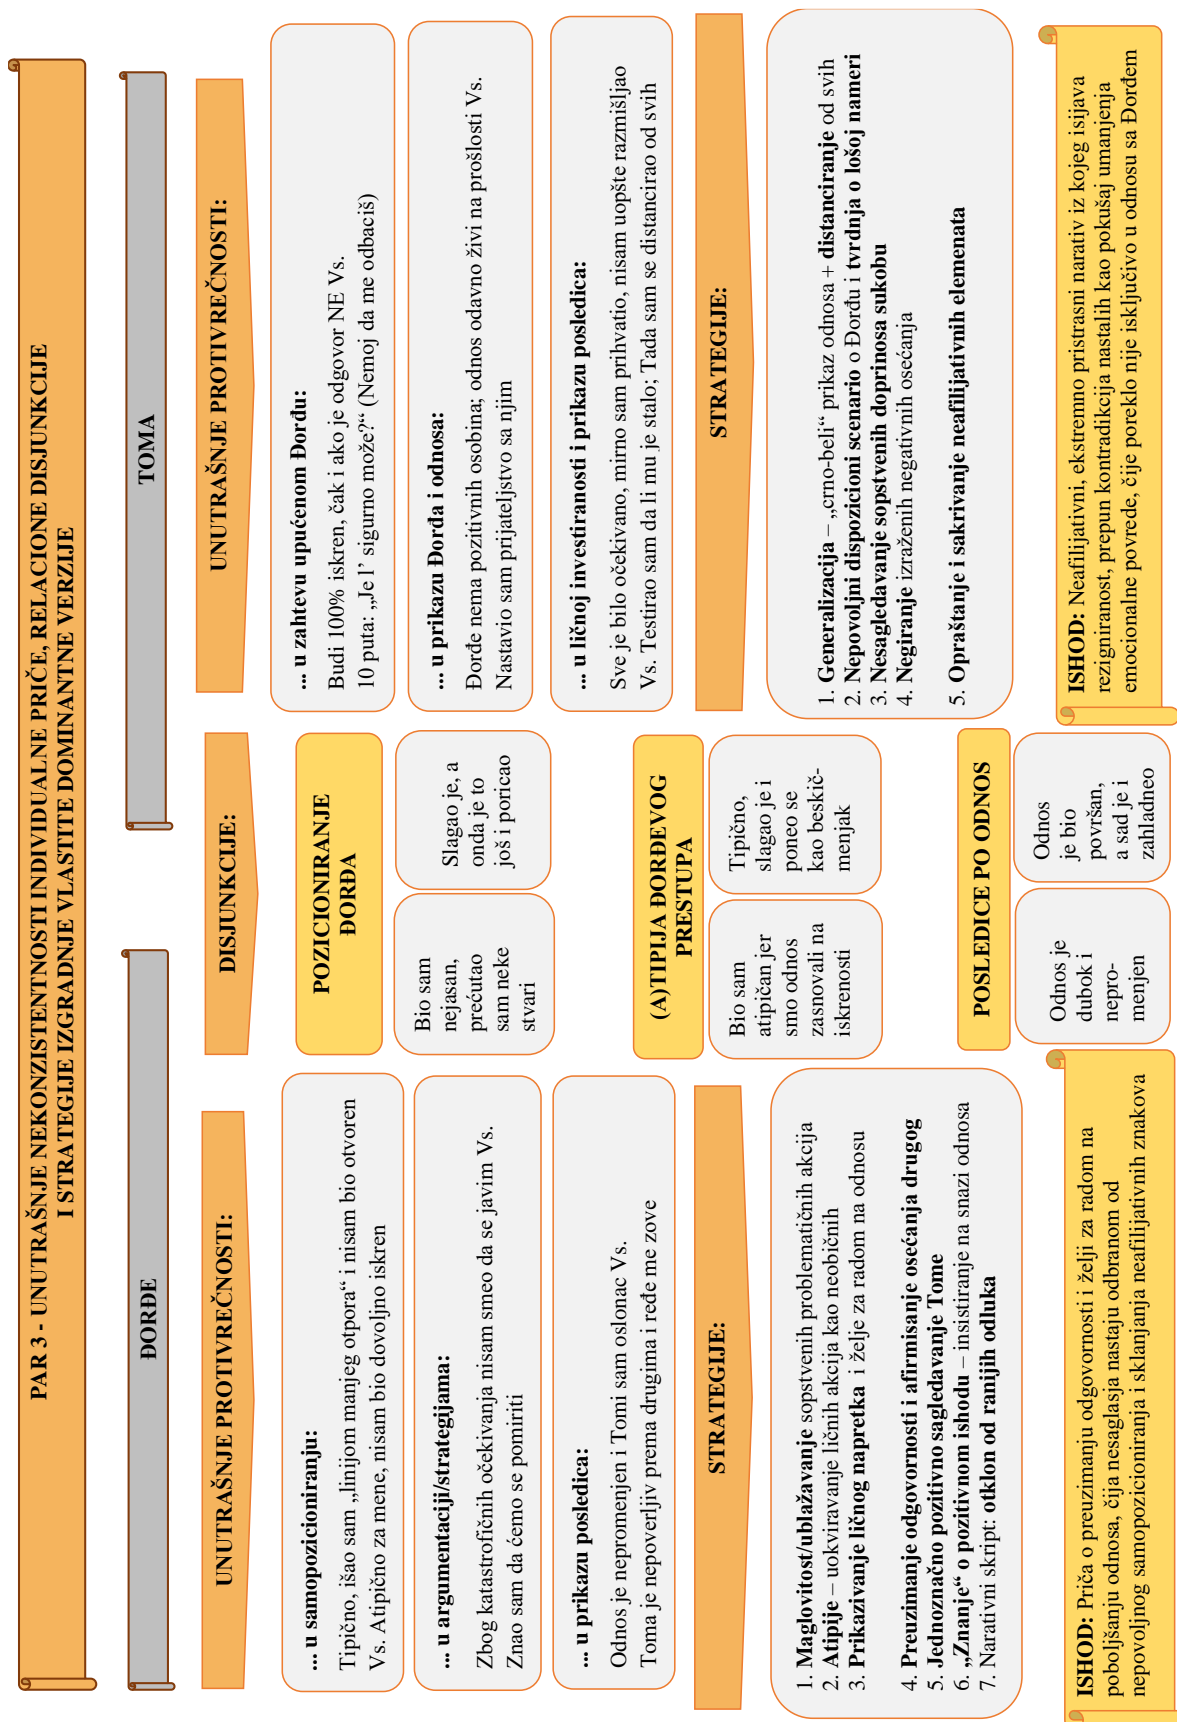 PAR 3 - UNUTRAŠNJE NEKONZISTENTNOSTI INDIVIDUALNE PRIČE, RELACIONE DISJUNKCIJE
I STRATEGIJE IZGRADNJE VLASTITE DOMINANTNE VERZIJE
ĐORĐE
UNUTRAŠNJE PROTIVREČNOSTI:
... u samopozicioniranju:
Tipično, išao sam „linijom manjeg otpora“ i nisam bio otvoren
Vs. Atipično za mene, nisam bio dovoljno iskren
... u argumentaciji/strategijama:
Zbog katastrofičnih očekivanja nisam smeo da se javim Vs.
Znao sam da ćemo se pomiriti
... u prikazu posledica:
Odnos je nepromenjen i Tomi sam oslonac Vs.
Toma je nepoverljiv prema drugima i ređe me zove
STRATEGIJE:
1. Maglovitost/ublažavanje sopstvenih problematičnih akcija
2. Atipije – uokviravanje ličnih akcija kao neobičnih
3. Prikazivanje ličnog napretka i želje za radom na odnosu
4. Preuzimanje odgovornosti i afirmisanje osećanja drugog
5. Jednoznačno pozitivno sagledavanje Tome
6. „Znanje“ o pozitivnom ishodu – insistiranje na snazi odnosa
7. Narativni skript: otklon od ranijih odluka
ISHOD: Priča o preuzimanju odgovornosti i želji za radom na
poboljšanju odnosa, čija nesaglasja nastaju odbranom od
nepovoljnog samopozicioniranja i sklanjanja neafilijativnih znakova
DISJUNKCIJE:
POZICIONIRANJE
ĐORĐA
Bio sam
nejasan,
prećutao
sam neke
stvari
Slagao je, a
onda je to
još i poricao
(A)TIPIJA ĐORĐEVOG
PRESTUPA
Bio sam
atipičan jer
smo odnos
zasnovali na
iskrenosti
Tipično,
slagao je i
poneo se
kao beskič-
menjak
POSLEDICE PO ODNOS
Odnos je
dubok i
nepro-
menjen
Odnos
je bio
površan,
a sad je i
zahladneo
TOMA
UNUTRAŠNJE PROTIVREČNOSTI:
... u zahtevu upućenom Đorđu:
Budi 100% iskren, čak i ako je odgovor NE Vs.
10 puta: „Je l’ sigurno može?“ (Nemoj da me odbaciš)
... u prikazu Đorđa i odnosa:
Đorđe nema pozitivnih osobina; odnos odavno živi na prošlosti Vs.
Nastavio sam prijateljstvo sa njim
... u ličnoj investiranosti i prikazu posledica:
Sve je bilo očekivano, mirno sam prihvatio, nisam uopšte razmišljao
Vs. Testirao sam da li mu je stalo; Tada sam se distancirao od svih
STRATEGIJE:
1. Generalizacija – „crno-beli“ prikaz odnosa + distanciranje od svih
2. Nepovoljni dispozicioni scenario o Đorđu i tvrdnja o lošoj nameri
3. Nesagledavanje sopstvenih doprinosa sukobu
4. Negiranje izraženih negativnih osećanja
5. Opraštanje i sakrivanje neafilijativnih elemenata
ISHOD: Neafilijativni, ekstremno pristrasni narativ iz kojeg isijava
rezigniranost, prepun kontradikcija nastalih kao pokušaj umanjenja
emocionalne povrede, čije poreklo nije isključivo u odnosu sa Đorđem